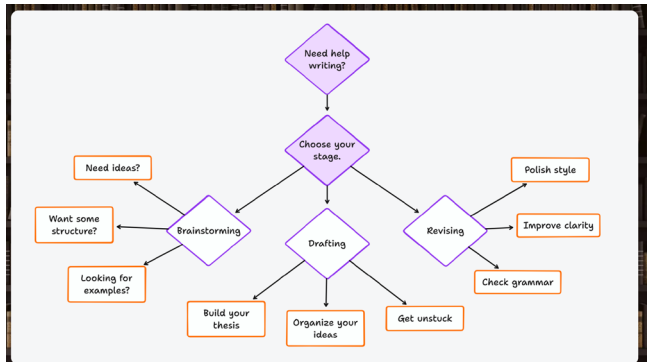 Need help
writing?
Choose your
stage.
Need ideas?
Polish style
Want some
structure?
Brainstorming
Drafting
Revising
Improve clarity
Looking for
examples?
Check grammar
Build your
thesis
Organize your
ideas
Get unstuck